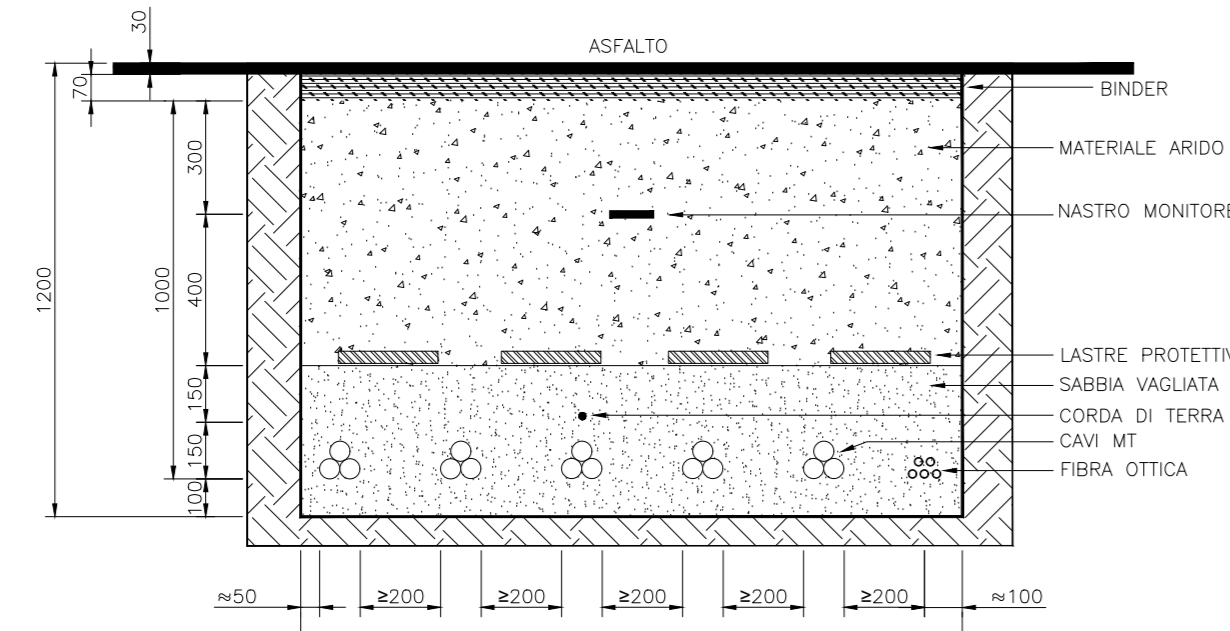 30
ASFALTO
70
BINDER
300
MATERIALE ARIDO
NASTRO MONITORE
1200
1000
400
LASTRE PROTETTIV
150
SABBIA VAGLIATA
CORDA DI TERRA
150
CAVI MT
FIBRA OTTICA
100
≈50
≥200
≥200
≥200
≥200
≥200
≈100